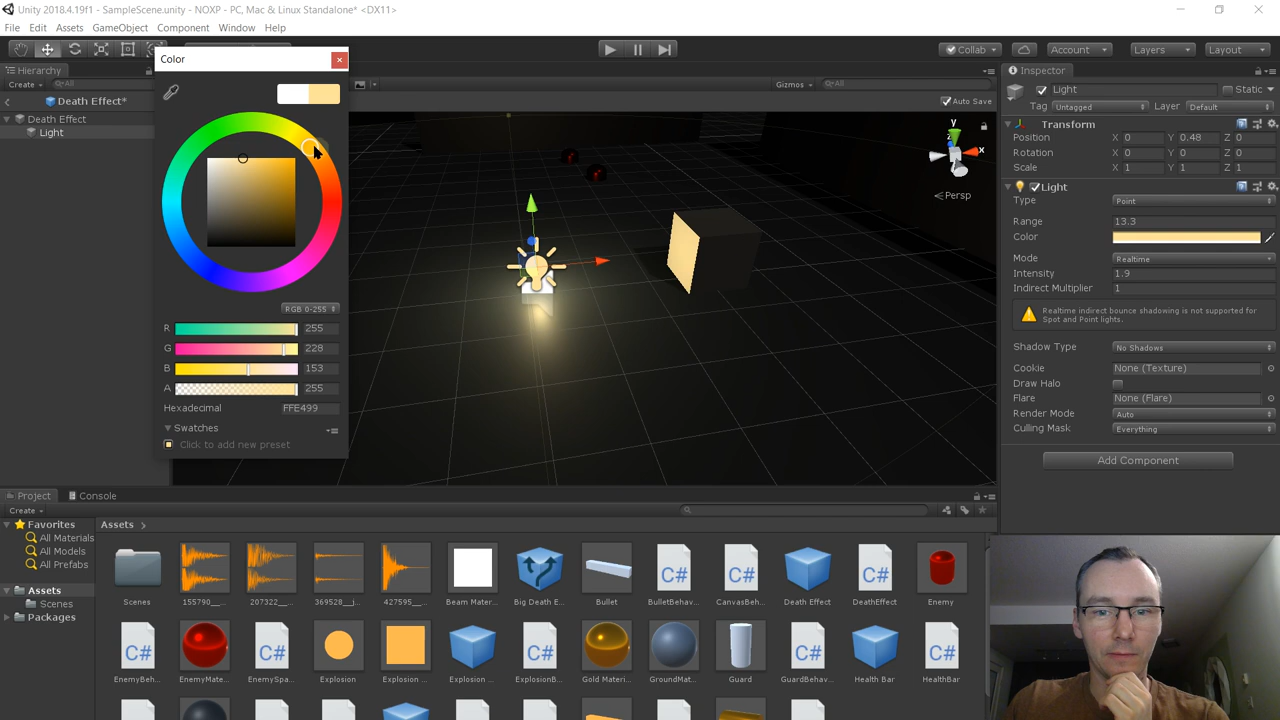 Unity 2018.4.19f1 - SampleScene.unity - NOXP - PC, Mac & Linux Standalone* <DX11>
File Edit Assets GameObject Component Window Help
Collab Account Layers Layout
Color
Hierarchy
Create All
Death Effect*
Death Effect
Light
Gizmos All
Auto Save
y
x
z
Persp
RGB 0-255
R 255
G 228
B 153
A 255
Hexadecimal FFE499
Swatches
Click to add new preset
Inspector
Light Static
Tag Untagged Layer Default
Transform
Position X 0 Y 0.48 Z 0
Rotation X 0 Y 0 Z 0
Scale X 1 Y 1 Z 1
Light
Type Point
Range 13.3
Color
Mode Realtime
Intensity 1.9
Indirect Multiplier 1
Realtime indirect bounce shadowing is not supported for
Spot and Point lights.
Shadow Type No Shadows
Cookie None (Texture)
Draw Halo
Flare None (Flare)
Render Mode Auto
Culling Mask Everything
Add Component
Project Console
Create
Favorites
All Materials
All Models
All Prefabs
Assets
Scenes
Packages
Assets
Scenes 155790__... 207322__... 369528__j... 427595__... Beam Mater... Big Death E... Bullet BulletBehav... CanvasBeh... Death Effect DeathEffect Enemy
C# C# C#
EnemyBeh... EnemyMate... EnemySpa... Explosion Explosion ... Explosion ... ExplosionB... Gold Materi... GroundMat... Guard GuardBehav... Health Bar HealthBar
C# C# C# C# C#